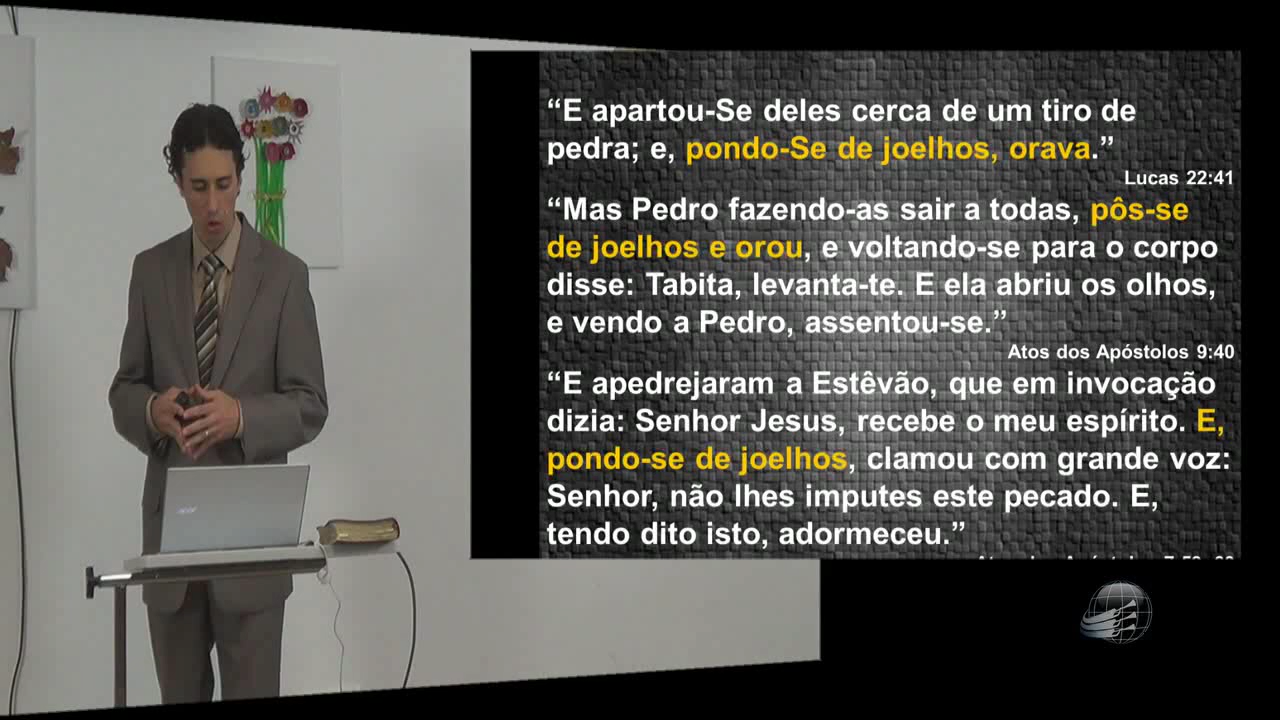 “E apartou-Se deles cerca de um tiro de
pedra; e, pondo-Se de joelhos, orava.”
Lucas 22:41
“Mas Pedro fazendo-as sair a todas, pôs-se
de joelhos e orou, e voltando-se para o corpo
disse: Tabita, levanta-te. E ela abriu os olhos,
e vendo a Pedro, assentou-se.”
Atos dos Apóstolos 9:40
“E apedrejaram a Estêvão, que em invocação
dizia: Senhor Jesus, recebe o meu espírito. E,
pondo-se de joelhos, clamou com grande voz:
Senhor, não lhes imputes este pecado. E,
tendo dito isto, adormeceu.”
acer